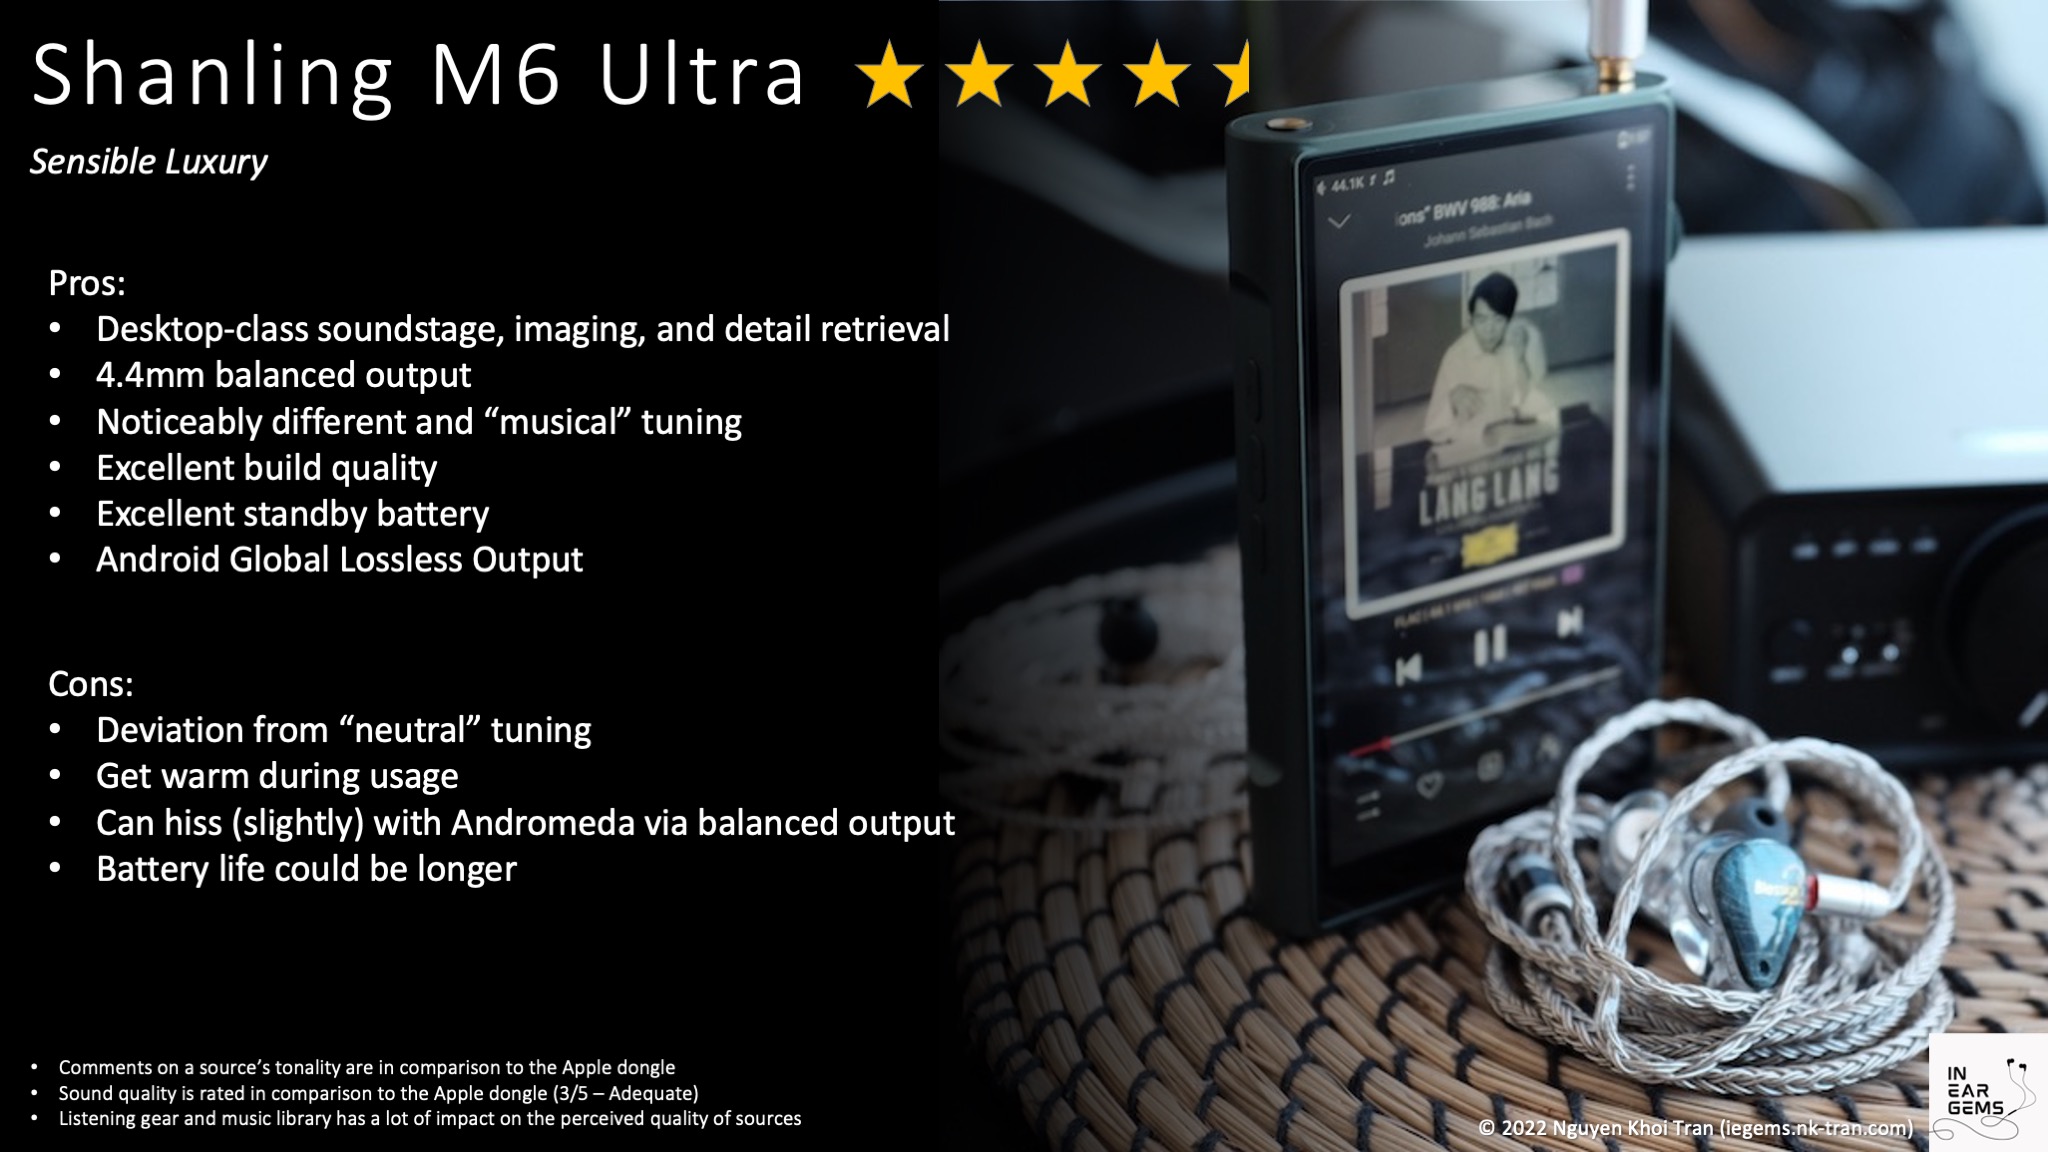 Shanling M6 Ultra
Sensible Luxury
Pros:
• Desktop-class soundstage, imaging, and detail retrieval
• 4.4mm balanced output
• Noticeably different and “musical” tuning
• Excellent build quality
• Excellent standby battery
• Android Global Lossless Output
Cons:
• Deviation from “neutral” tuning
• Get warm during usage
• Can hiss (slightly) with Andromeda via balanced output
• Battery life could be longer
• Comments on a source’s tonality are in comparison to the Apple dongle
• Sound quality is rated in comparison to the Apple dongle (3/5 – Adequate)
• Listening gear and music library has a lot of impact on the perceived quality of sources
44.1K
ions” BWV 988: Aria
Johann Sebastian Bach
LANG LANG
© 2022 Nguyen Khoi Tran (iegems.nk-tran.com)
IN
EAR
GEMS